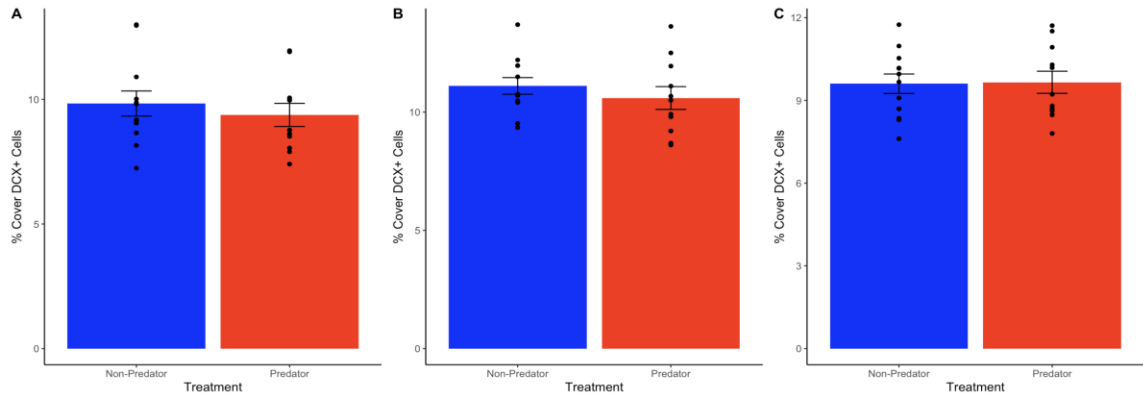 A
% Cover DCX+ Cells
10
5
0
Non-Predator
Predator
Treatment
B
% Cover DCX+ Cells
10
5
0
Non-Predator
Predator
Treatment
C
% Cover DCX+ Cells
12
9
6
3
0
Non-Predator
Predator
Treatment